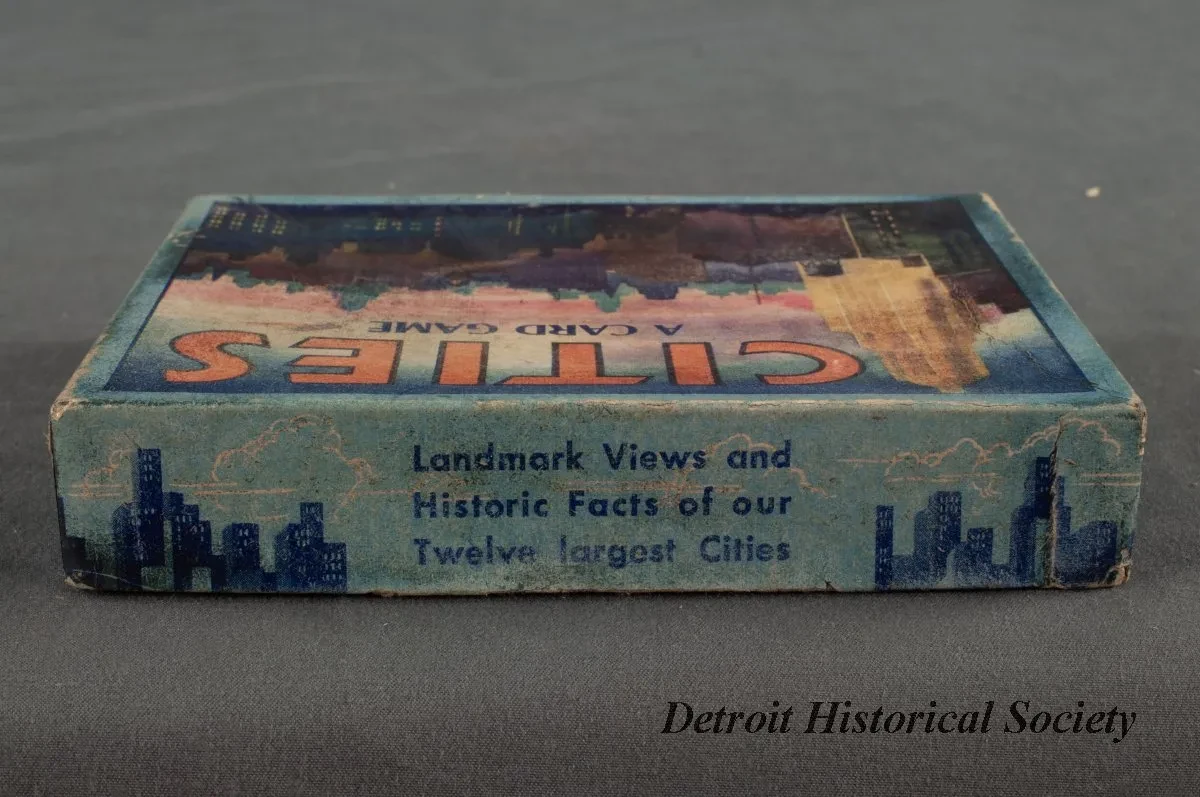 CITIES
A CARD GAME
Landmark Views and
Historic Facts of our
Twelve largest Cities
Detroit Historical Society